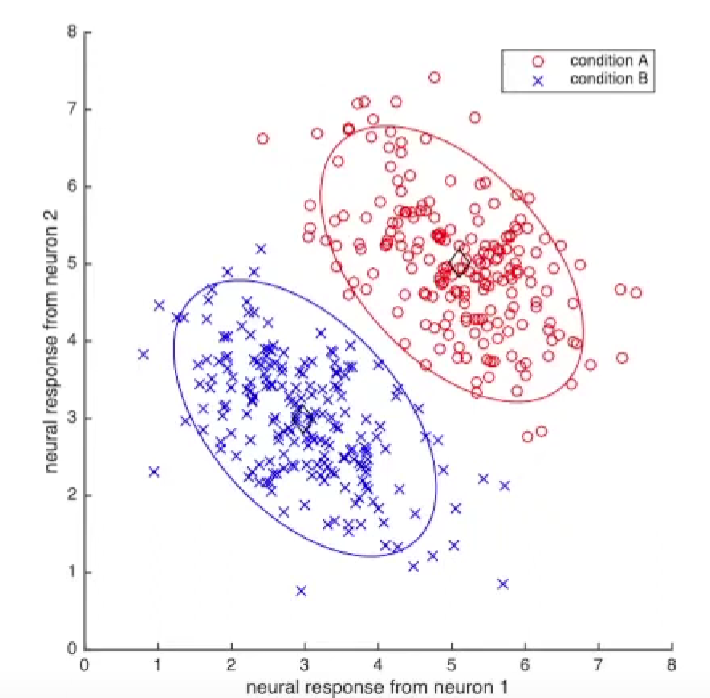 8
7
6
5
4
3
2
1
0
neural response from neuron 2
condition A
condition B
0 1 2 3 4 5 6 7 8
neural response from neuron 1